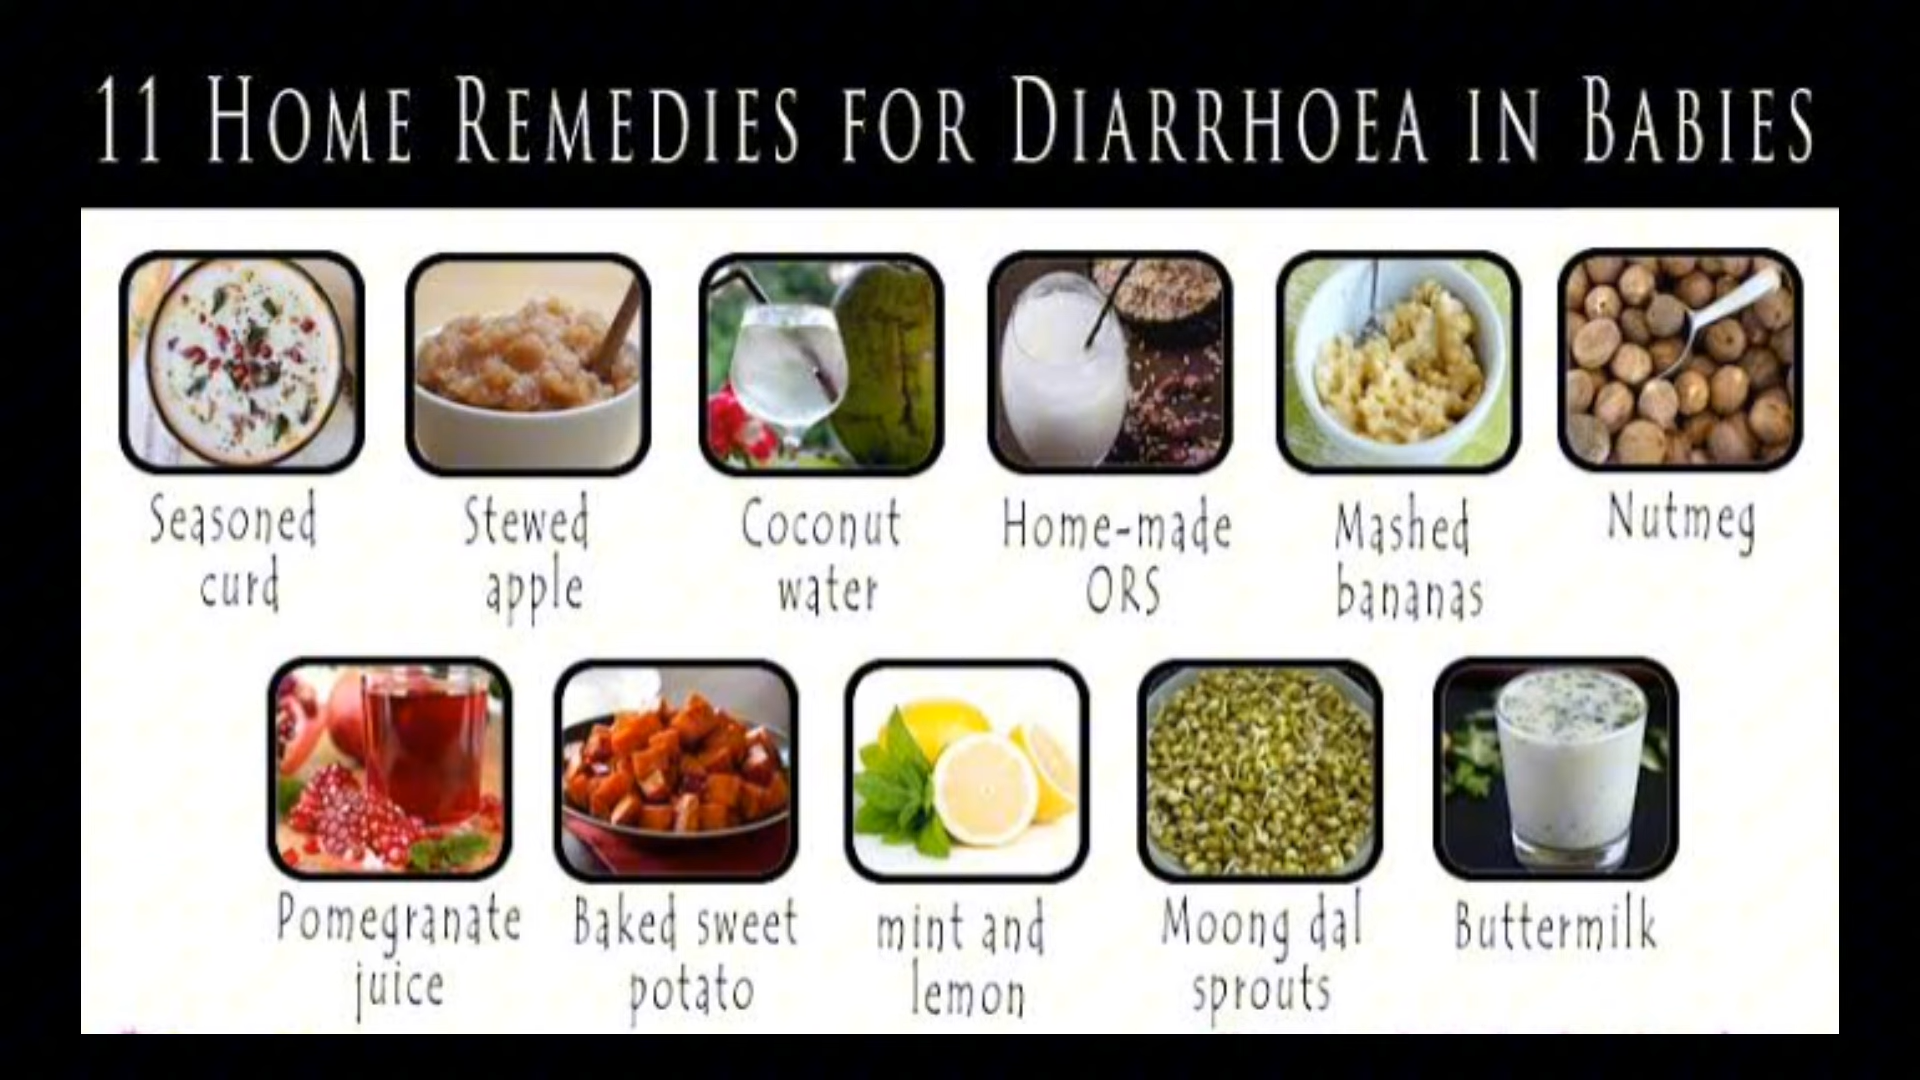 11 Home Remedies for Diarrhoea in Babies
Seasoned
curd
Stewed
apple
Coconut
water
Home-made
ORS
Mashed
bananas
Nutmeg
Pomegranate
juice
Baked sweet
potato
mint and
lemon
Moong dal
sprouts
Buttermilk